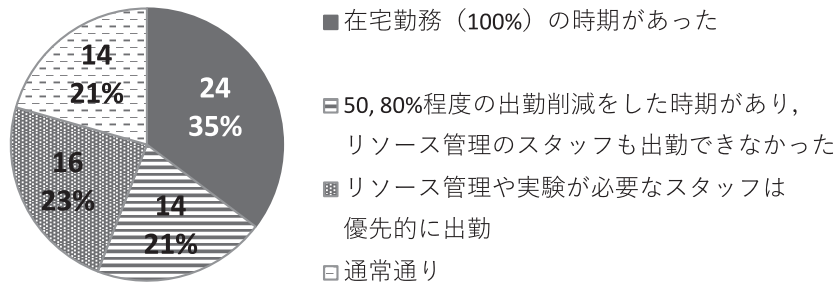 24
35%
14
21%
16
23%
14
21%
在宅勤務（100%）の時期があった
50, 80%程度の出勤削減をした時期があり，
リソース管理のスタッフも出勤できなかった
リソース管理や実験が必要なスタッフは
優先的に出勤
通常通り